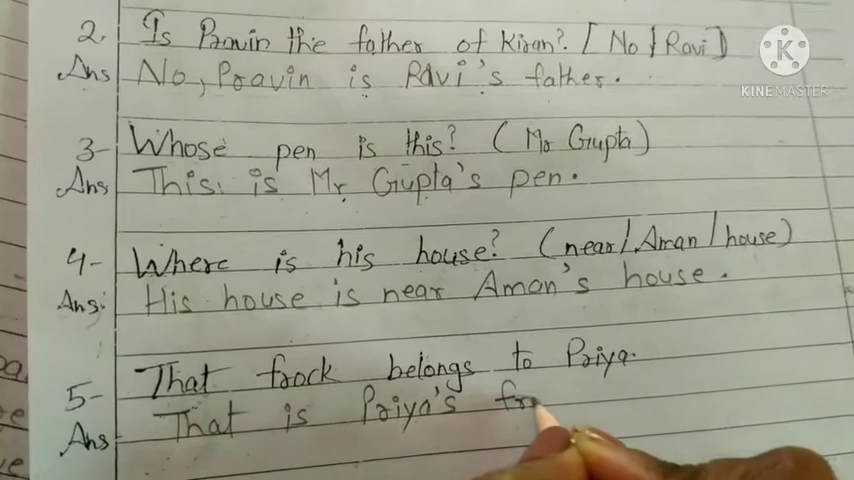 2. Is Pravin the father of Kiran? [No / Ravi]
Ans No, Pravin is Ravi's father.
3- Whose pen is this? (Mr Gupta)
Ans This is Mr Gupta's pen.
4- Where is his house? (near / Aman / house)
Ans: His house is near Aman's house.
5- That frock belongs to Priya.
Ans That is Priya's fr
KINEMASTER